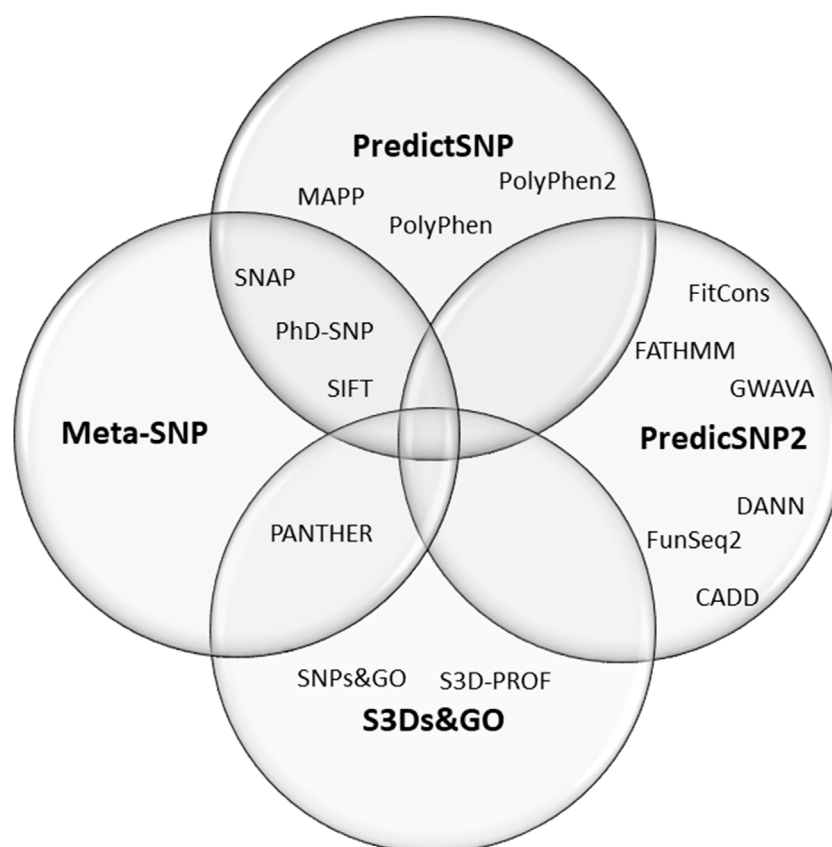 PredictSNP
PolyPhen2
MAPP
PolyPhen
SNAP
PhD-SNP
SIFT
FitCons
FATHMM
GWAVA
Meta-SNP
PredicSNP2
DANN
PANTHER
FunSeq2
CADD
SNPs&GO
S3D-PROF
S3Ds&GO